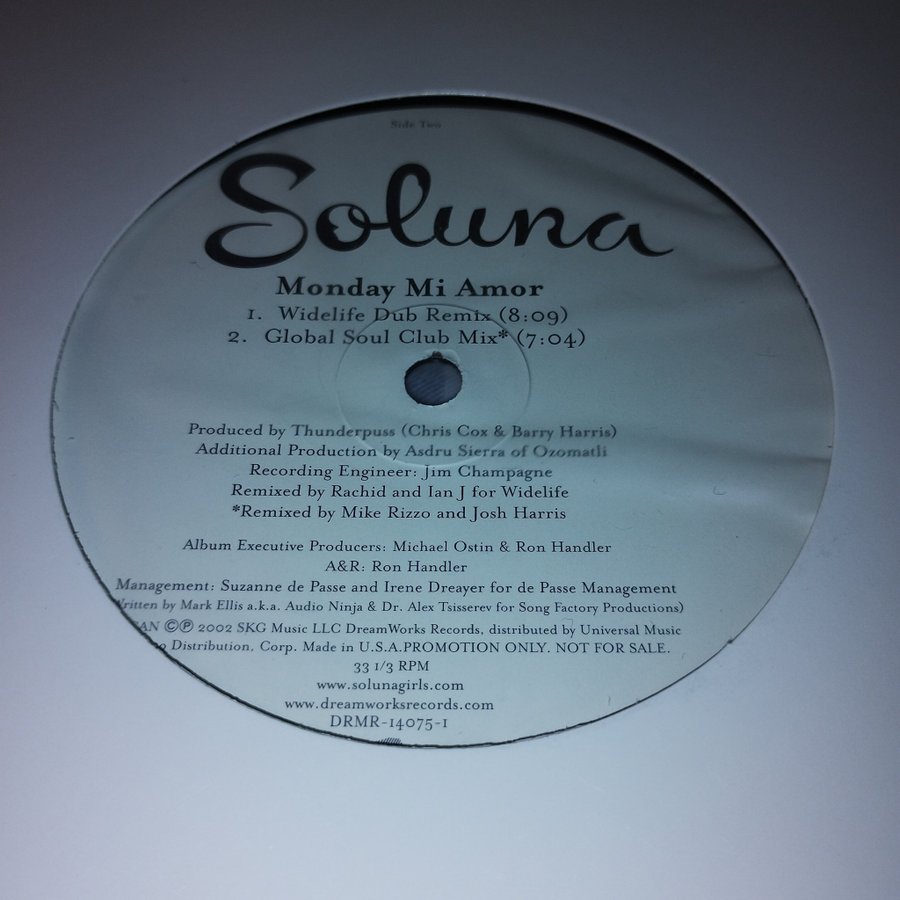 Side Two
Soluna
Monday Mi Amor
1. Widelife Dub Remix (8:09)
2. Global Soul Club Mix* (7:04)
Produced by Thunderpuss (Chris Cox & Barry Harris)
Additional Production by Asdru Sierra of Ozomatli
Recording Engineer: Jim Champagne
Remixed by Rachid and Ian J for Widelife
*Remixed by Mike Rizzo and Josh Harris
Album Executive Producers: Michael Ostin & Ron Handler
A&R: Ron Handler
Management: Suzanne de Passe and Irene Dreayer for de Passe Management
Written by Mark Ellis a.k.a. Audio Ninja & Dr. Alex Tsisserev for Song Factory Productions)
©℗ 2002 SKG Music LLC DreamWorks Records, distributed by Universal Music
Distribution, Corp. Made in U.S.A.PROMOTION ONLY. NOT FOR SALE.
33 1/3 RPM
www.solunagirls.com
www.dreamworksrecords.com
DRMR-14075-1